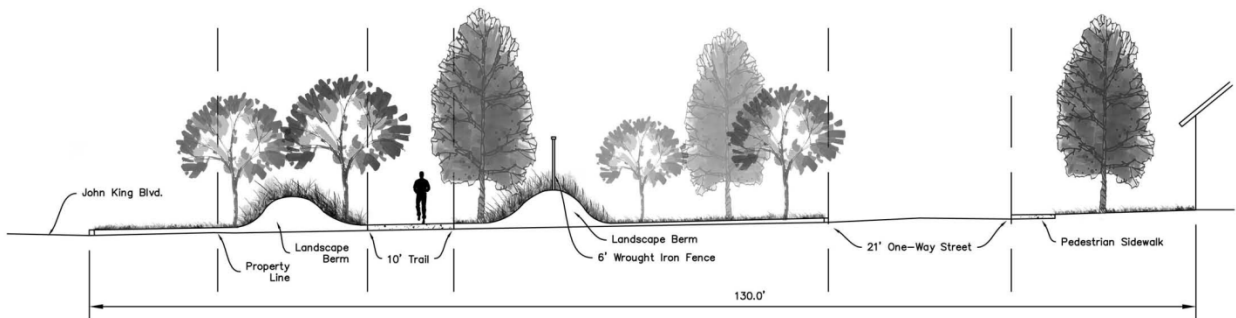 John King Blvd.
Landscape
Berm
Property
Line
10' Trail
Landscape Berm
6' Wrought Iron Fence
21' One-Way Street
Pedestrian Sidewalk
130.0'